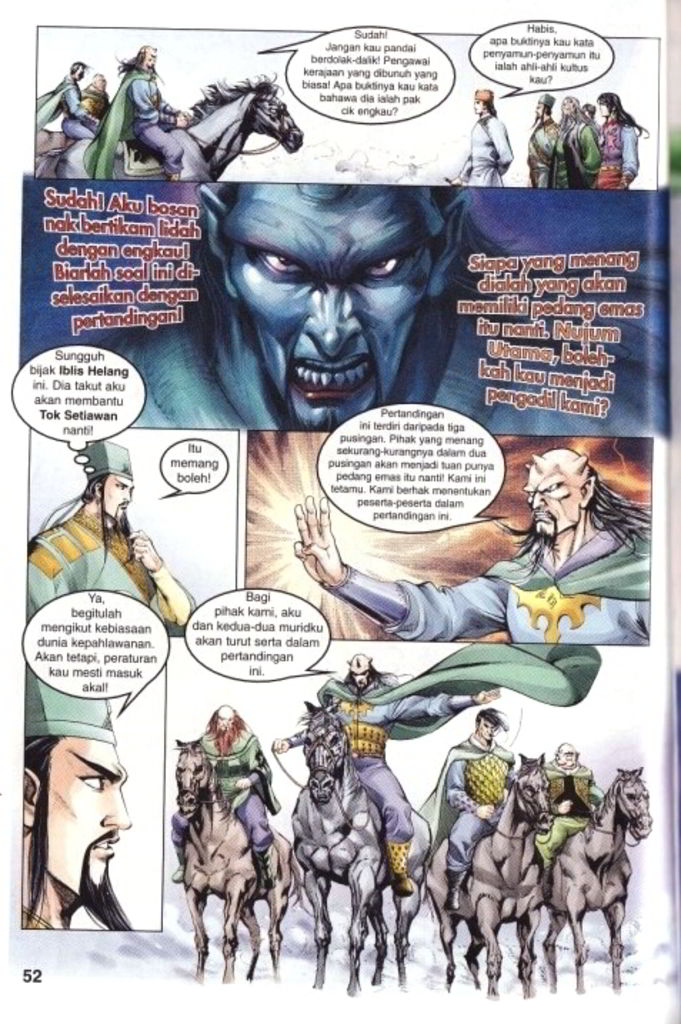 Sudah!
Jangan kau pandai
berdolak-dalik! Pengawai
kerajaan yang dibunuh yang
biasa! Apa buktinya kau kata
bahawa dia ialah pak
cik engkau?
Habis,
apa buktinya kau kata
penyamun-penyamun itu
ialah ahli-ahli kultus
kau?
Sudah! Aku bosan
nak bertikam lidah
dengan engkau!
Biarlah soal ini di-
selesaikan dengan
pertandingan!
Siapa yang menang
dialah yang akan
memiliki pedang emas
itu nanti. Nujum
Utama, boleh-
kah kau menjadi
pengadil kami?
Sungguh
bijak Iblis Helang
ini. Dia takut aku
akan membantu
Tok Setiawan
nanti!
Itu
memang
boleh!
Pertandingan
ini terdiri daripada tiga
pusingan. Pihak yang menang
sekurang-kurangnya dalam dua
pusingan akan menjadi tuan punya
pedang emas itu nanti! Kami ini
tetamu. Kami berhak menentukan
peserta-peserta dalam
pertandingan ini.
Ya,
begitulah
mengikut kebiasaan
dunia kepahlawanan.
Akan tetapi, peraturan
kau mesti masuk
akal!
Bagi
pihak kami, aku
dan kedua-dua muridku
akan turut serta dalam
pertandingan
ini.
52